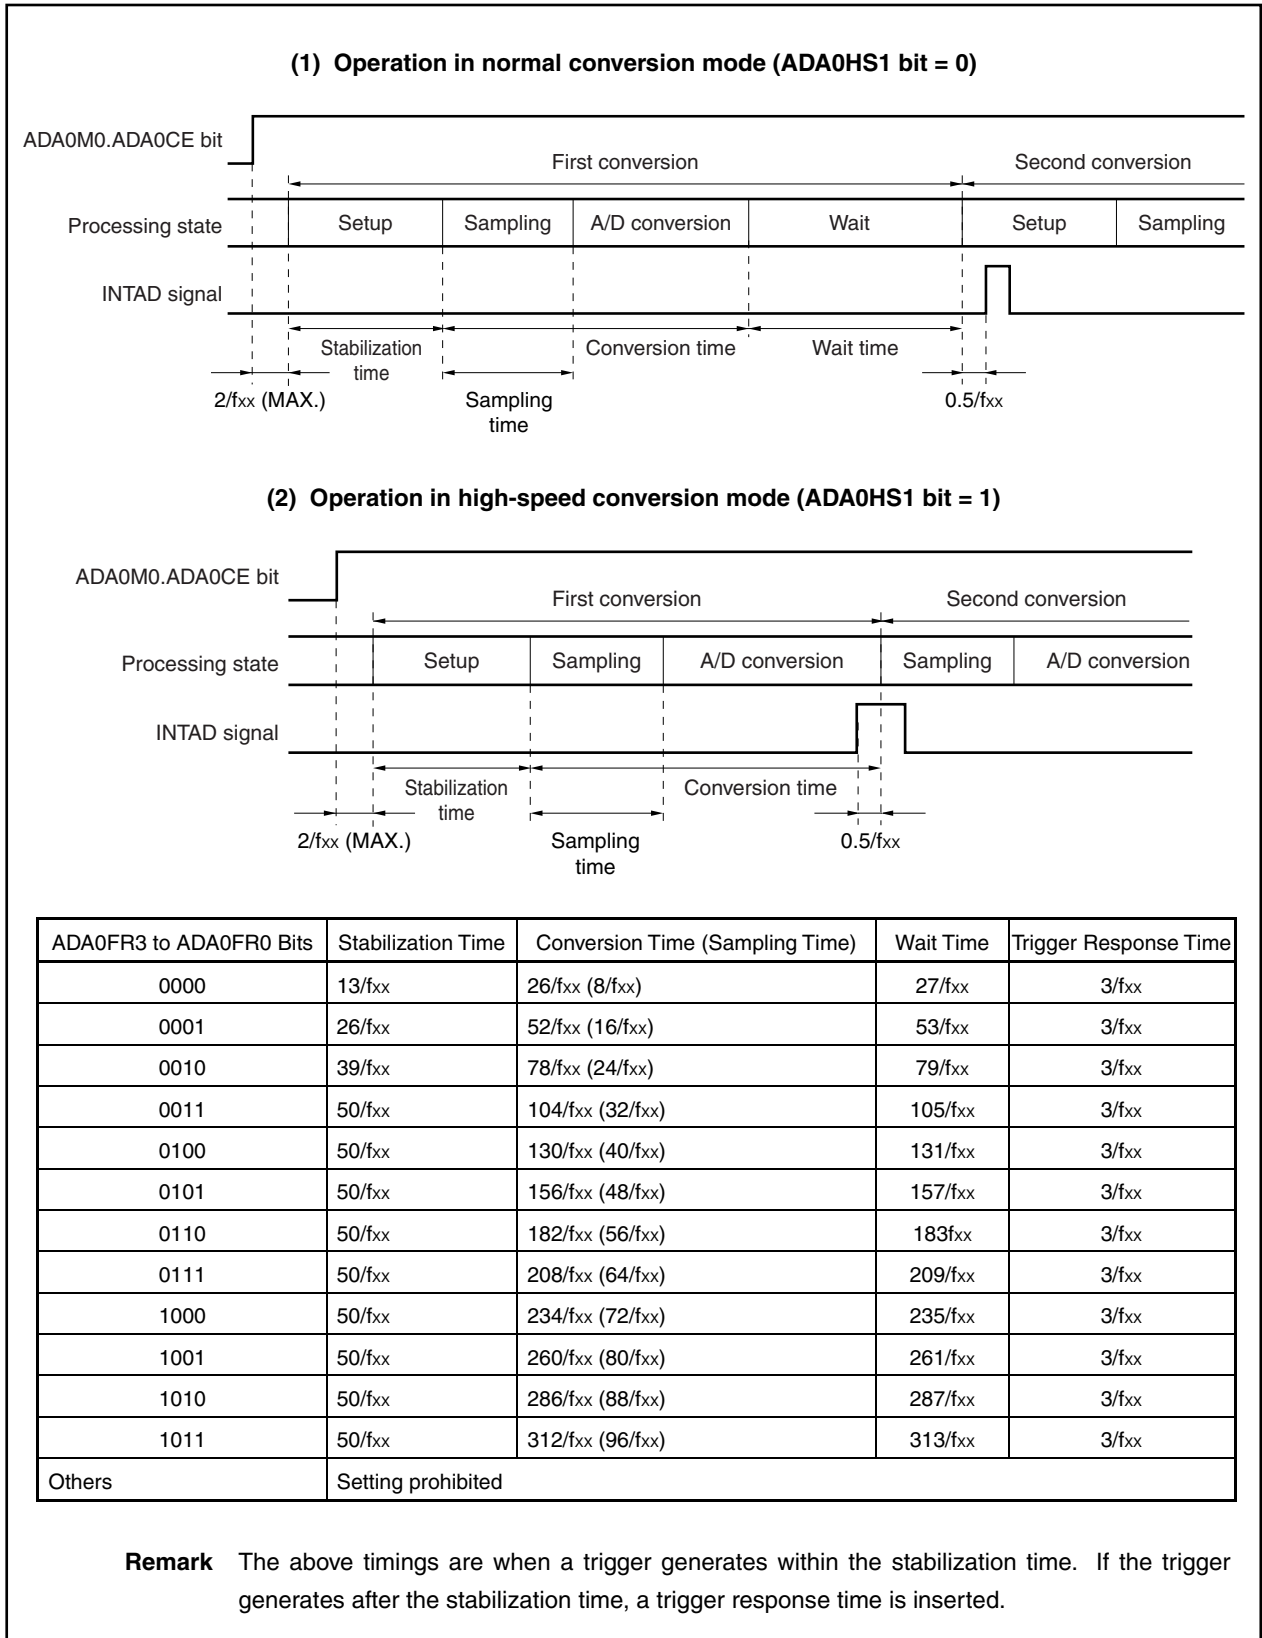 (1) Operation in normal conversion mode (ADA0HS1 bit = 0)
ADA0M0.ADA0CE bit
First conversion
Second conversion
Processing state
Setup
Sampling
A/D conversion
Wait
Setup
Sampling
INTAD signal
Stabilization
time
Conversion time
Wait time
2/fxx (MAX.)
Sampling
time
0.5/fxx
(2) Operation in high-speed conversion mode (ADA0HS1 bit = 1)
ADA0M0.ADA0CE bit
First conversion
Second conversion
Processing state
Setup
Sampling
A/D conversion
Sampling
A/D conversion
INTAD signal
Stabilization
time
Conversion time
2/fxx (MAX.)
Sampling
time
0.5/fxx
ADA0FR3 to ADA0FR0 Bits Stabilization Time Conversion Time (Sampling Time) Wait Time Trigger Response Time
0000 13/fxx 26/fxx (8/fxx) 27/fxx 3/fxx
0001 26/fxx 52/fxx (16/fxx) 53/fxx 3/fxx
0010 39/fxx 78/fxx (24/fxx) 79/fxx 3/fxx
0011 50/fxx 104/fxx (32/fxx) 105/fxx 3/fxx
0100 50/fxx 130/fxx (40/fxx) 131/fxx 3/fxx
0101 50/fxx 156/fxx (48/fxx) 157/fxx 3/fxx
0110 50/fxx 182/fxx (56/fxx) 183fxx 3/fxx
0111 50/fxx 208/fxx (64/fxx) 209/fxx 3/fxx
1000 50/fxx 234/fxx (72/fxx) 235/fxx 3/fxx
1001 50/fxx 260/fxx (80/fxx) 261/fxx 3/fxx
1010 50/fxx 286/fxx (88/fxx) 287/fxx 3/fxx
1011 50/fxx 312/fxx (96/fxx) 313/fxx 3/fxx
Others Setting prohibited
Remark The above timings are when a trigger generates within the stabilization time. If the trigger
generates after the stabilization time, a trigger response time is inserted.